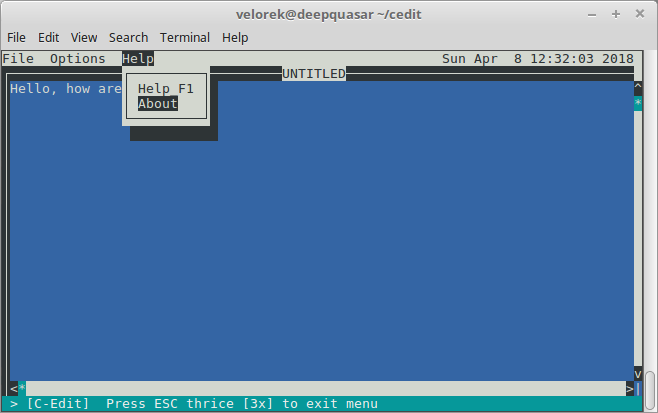 velorek@deepquasar ~/cedit
File Edit View Search Terminal Help
File Options Help Sun Apr 8 12:32:03 2018
UNTITLED
Hello, how are
Help F1
About
> [C-Edit] Press ESC thrice [3x] to exit menu